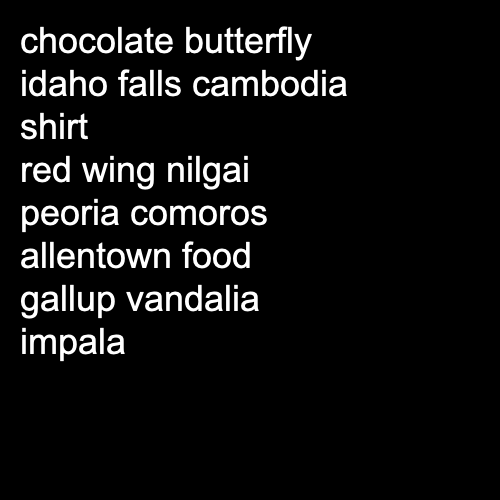 chocolate butterfly
idaho falls cambodia
shirt
red wing nilgai
peoria comoros
allentown food
gallup vandalia
impala